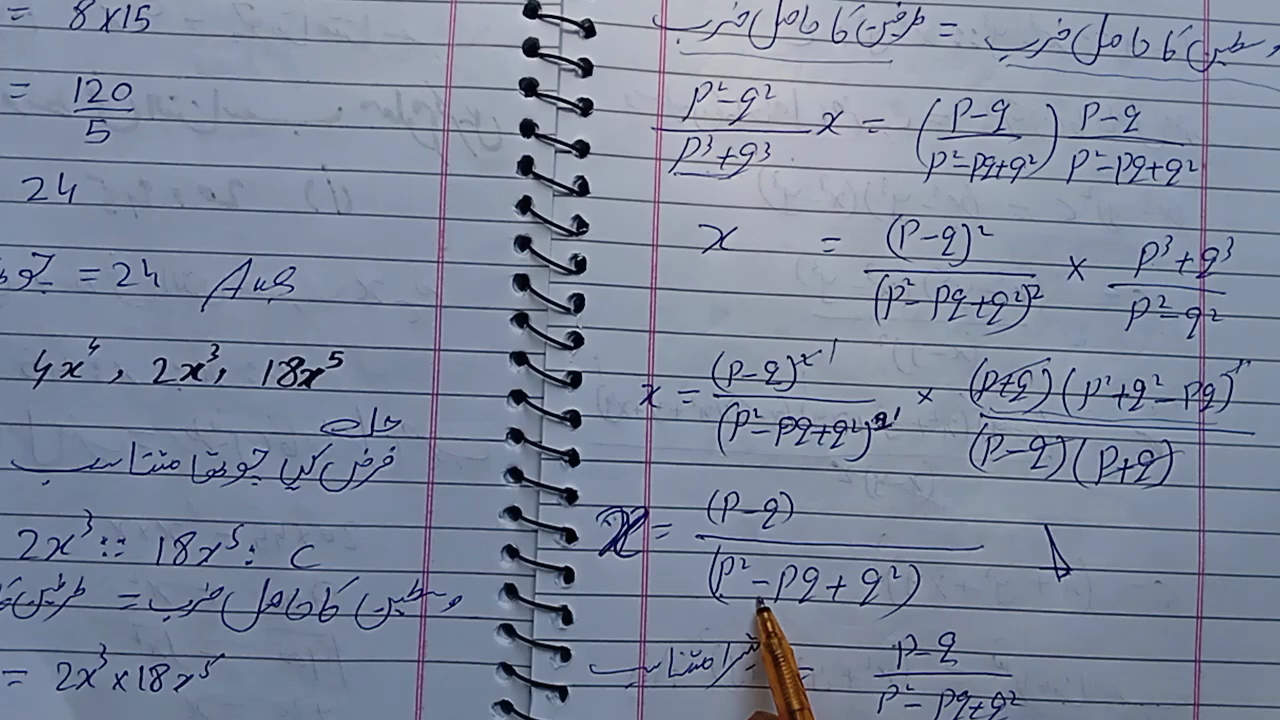 = 8×15
= 120/5
24
= 24 Ans
4x⁴, 2x³, 18x⁵
حل
فرض کیا چوتھا متناسب
2x³ :: 18x⁵ : C
وسطین کا حاصل ضرب = طرفین کا
= 2x³×18x⁵
طرفین کا حاصل ضرب = وسطین کا حاصل ضرب
(p²-q²)/(p³+q³) x = ((p-q)/(p²-pq+q²)) (p-q)/(p²-pq+q²)
x = (p-q)²/(p²-pq+q²)² × (p³+q³)/(p²-q²)
x = (p-q)²/(p²-pq+q²)² × (p+q)(p²+q²-pq)/(p-q)(p+q)
x = (p-q)/(p²-pq+q²)
متناسب = (p-q)/(p²-pq+q²)